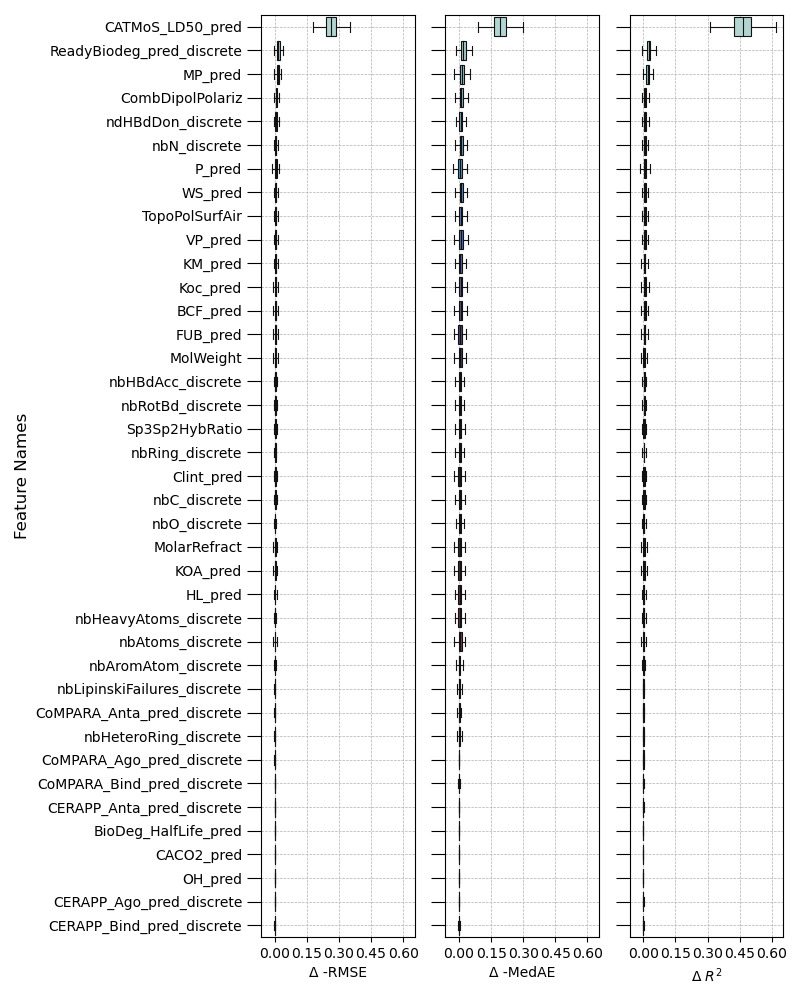 CATMoS_LD50_pred
ReadyBiodeg_pred_discrete
MP_pred
CombDipolPolariz
ndHBdDon_discrete
nbN_discrete
P_pred
WS_pred
TopoPolSurfAir
VP_pred
KM_pred
Koc_pred
BCF_pred
FUB_pred
MolWeight
nbHBdAcc_discrete
nbRotBd_discrete
Sp3Sp2HybRatio
nbRing_discrete
Clint_pred
nbC_discrete
nbO_discrete
MolarRefract
KOA_pred
HL_pred
nbHeavyAtoms_discrete
nbAtoms_discrete
nbAromAtom_discrete
nbLipinskiFailures_discrete
CoMPARA_Anta_pred_discrete
nbHeteroRing_discrete
CoMPARA_Ago_pred_discrete
CoMPARA_Bind_pred_discrete
CERAPP_Anta_pred_discrete
BioDeg_HalfLife_pred
CACO2_pred
OH_pred
CERAPP_Ago_pred_discrete
CERAPP_Bind_pred_discrete
Feature Names
0.00 0.15 0.30 0.45 0.60
Δ -RMSE
0.00 0.15 0.30 0.45 0.60
Δ -MedAE
0.00 0.15 0.30 0.45 0.60
Δ R²